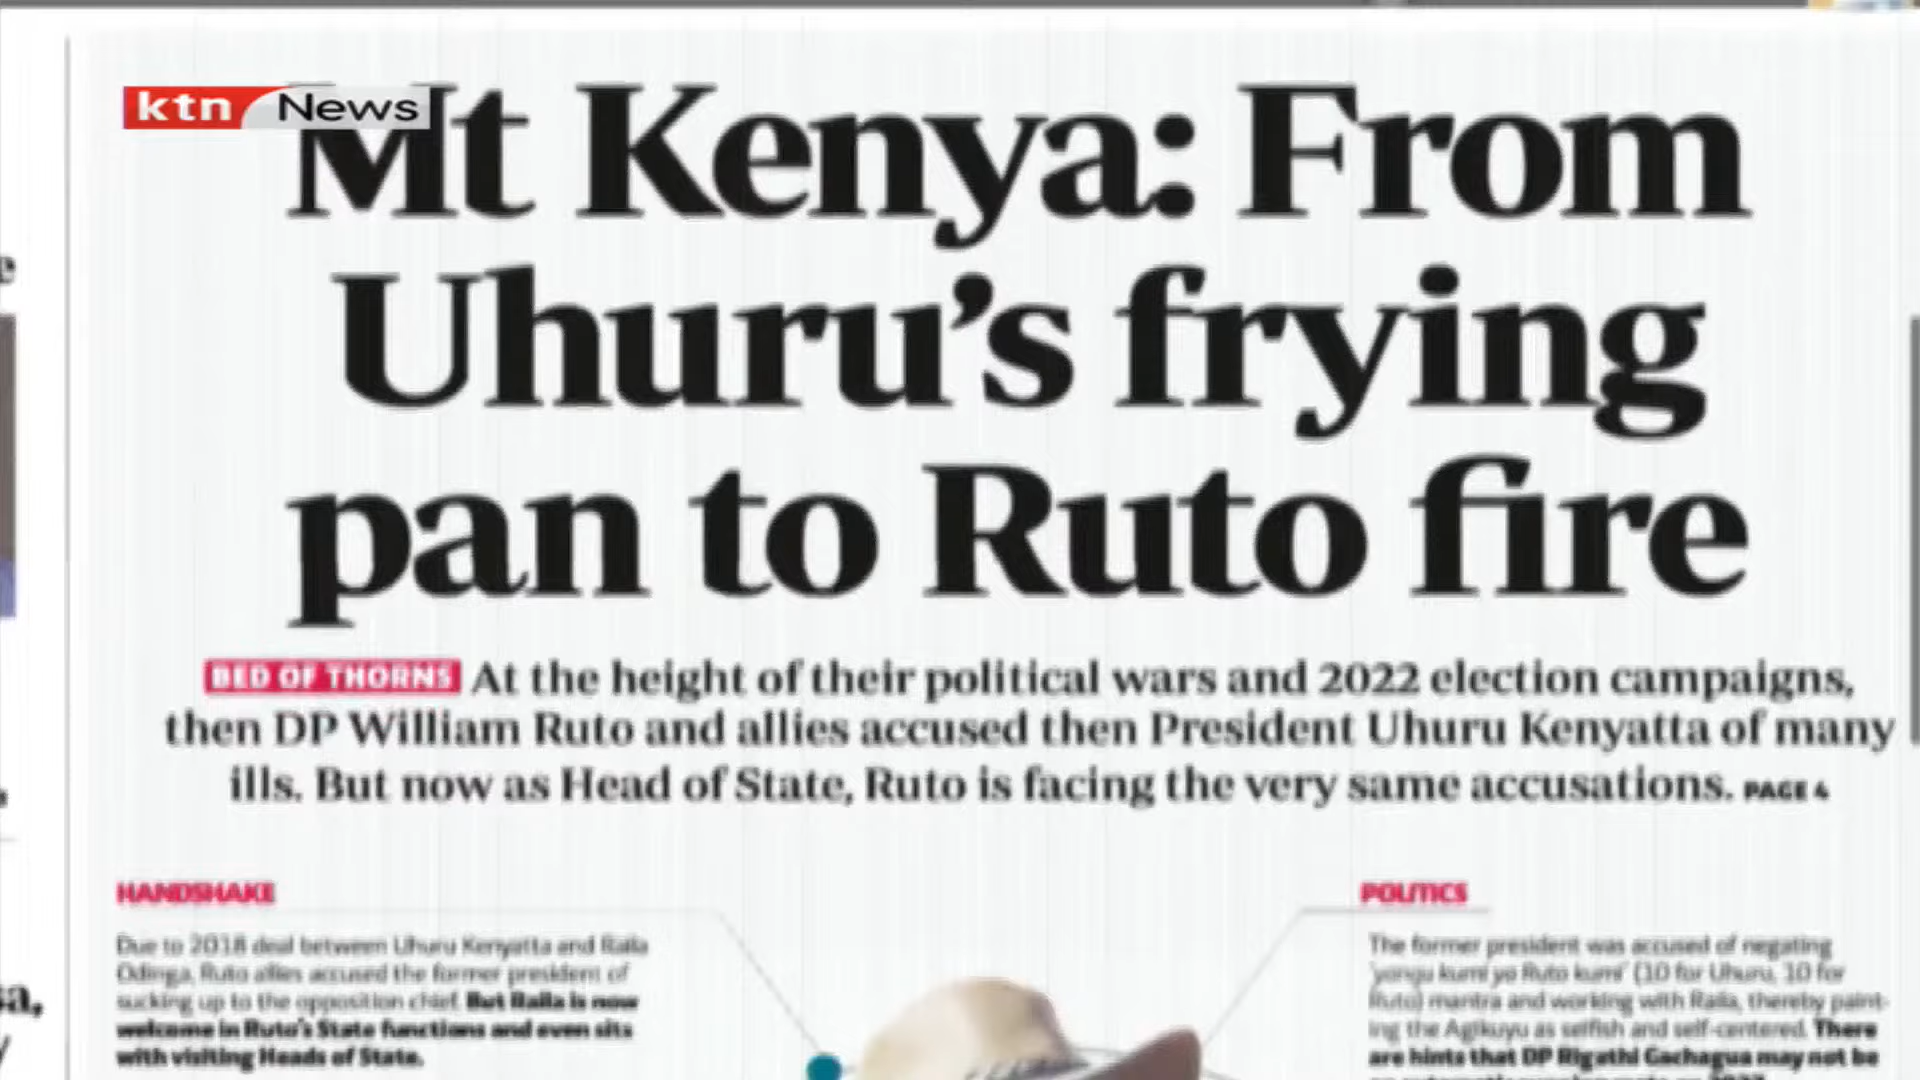 ktn News
Mt Kenya: From
Uhuru's frying
pan to Ruto fire
BED OF THORNS At the height of their political wars and 2022 election campaigns,
then DP William Ruto and allies accused then President Uhuru Kenyatta of many
ills. But now as Head of State, Ruto is facing the very same accusations. PAGE 4
HANDSHAKE
Due to 2018 deal between Uhuru Kenyatta and Raila
Odinga, Ruto allies accused the former president of
sucking up to the opposition chief. But Raila is now
welcome in Ruto's State functions and even sits
with visiting Heads of State.
POLITICS
The former president was accused of negating
'yangu kumi ya Ruto kumi' (10 for Uhuru, 10 for
Ruto) mantra and working with Raila, thereby paint-
ing the Agikuyu as selfish and self-centered. There
are hints that DP Rigathi Gachagua may not be